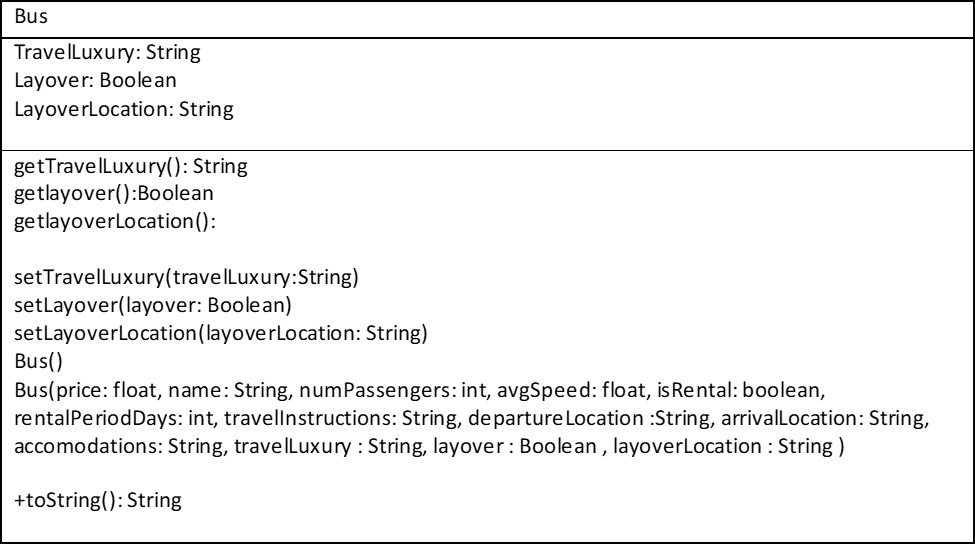 Bus
TravelLuxury: String
Layover: Boolean
LayoverLocation: String
getTravelLuxury(): String
getlayover():Boolean
getlayoverLocation():
setTravelLuxury(travelLuxury:String)
setLayover(layover: Boolean)
setLayoverLocation(layoverLocation: String)
Bus()
Bus(price: float, name: String, numPassengers: int, avgSpeed: float, isRental: boolean,
rentalPeriodDays: int, travelInstructions: String, departureLocation :String, arrivalLocation: String,
accomodations: String, travelLuxury : String, layover : Boolean , layoverLocation : String )
+toString(): String